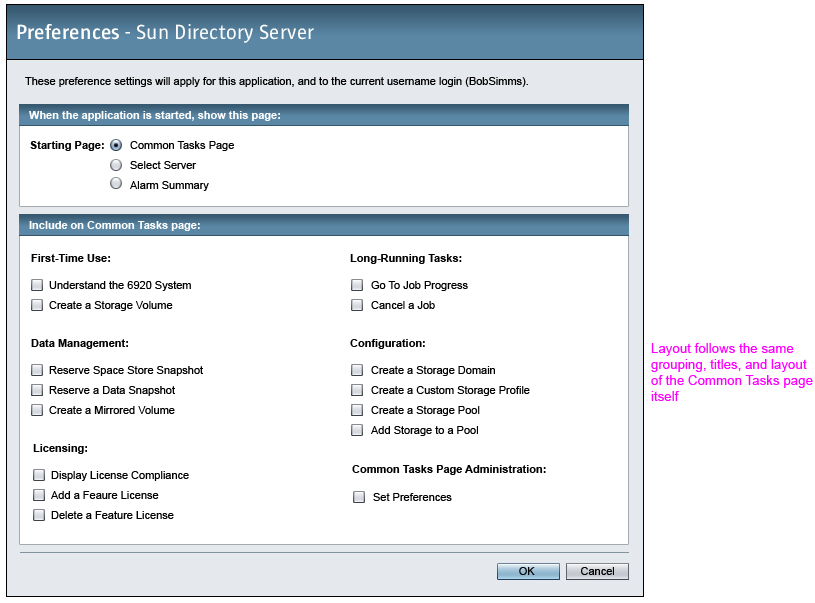 Preferences - Sun Directory Server
These preference settings will apply for this application, and to the current username login (BobSimms).
When the application is started, show this page:
Starting Page:
Common Tasks Page
Select Server
Alarm Summary
Include on Common Tasks page:
First-Time Use:
Understand the 6920 System
Create a Storage Volume
Data Management:
Reserve Space Store Snapshot
Reserve a Data Snapshot
Create a Mirrored Volume
Licensing:
Display License Compliance
Add a Feaure License
Delete a Feature License
Long-Running Tasks:
Go To Job Progress
Cancel a Job
Configuration:
Create a Storage Domain
Create a Custom Storage Profile
Create a Storage Pool
Add Storage to a Pool
Common Tasks Page Administration:
Set Preferences
OK
Cancel
Layout follows the same
grouping, titles, and layout
of the Common Tasks page
itself